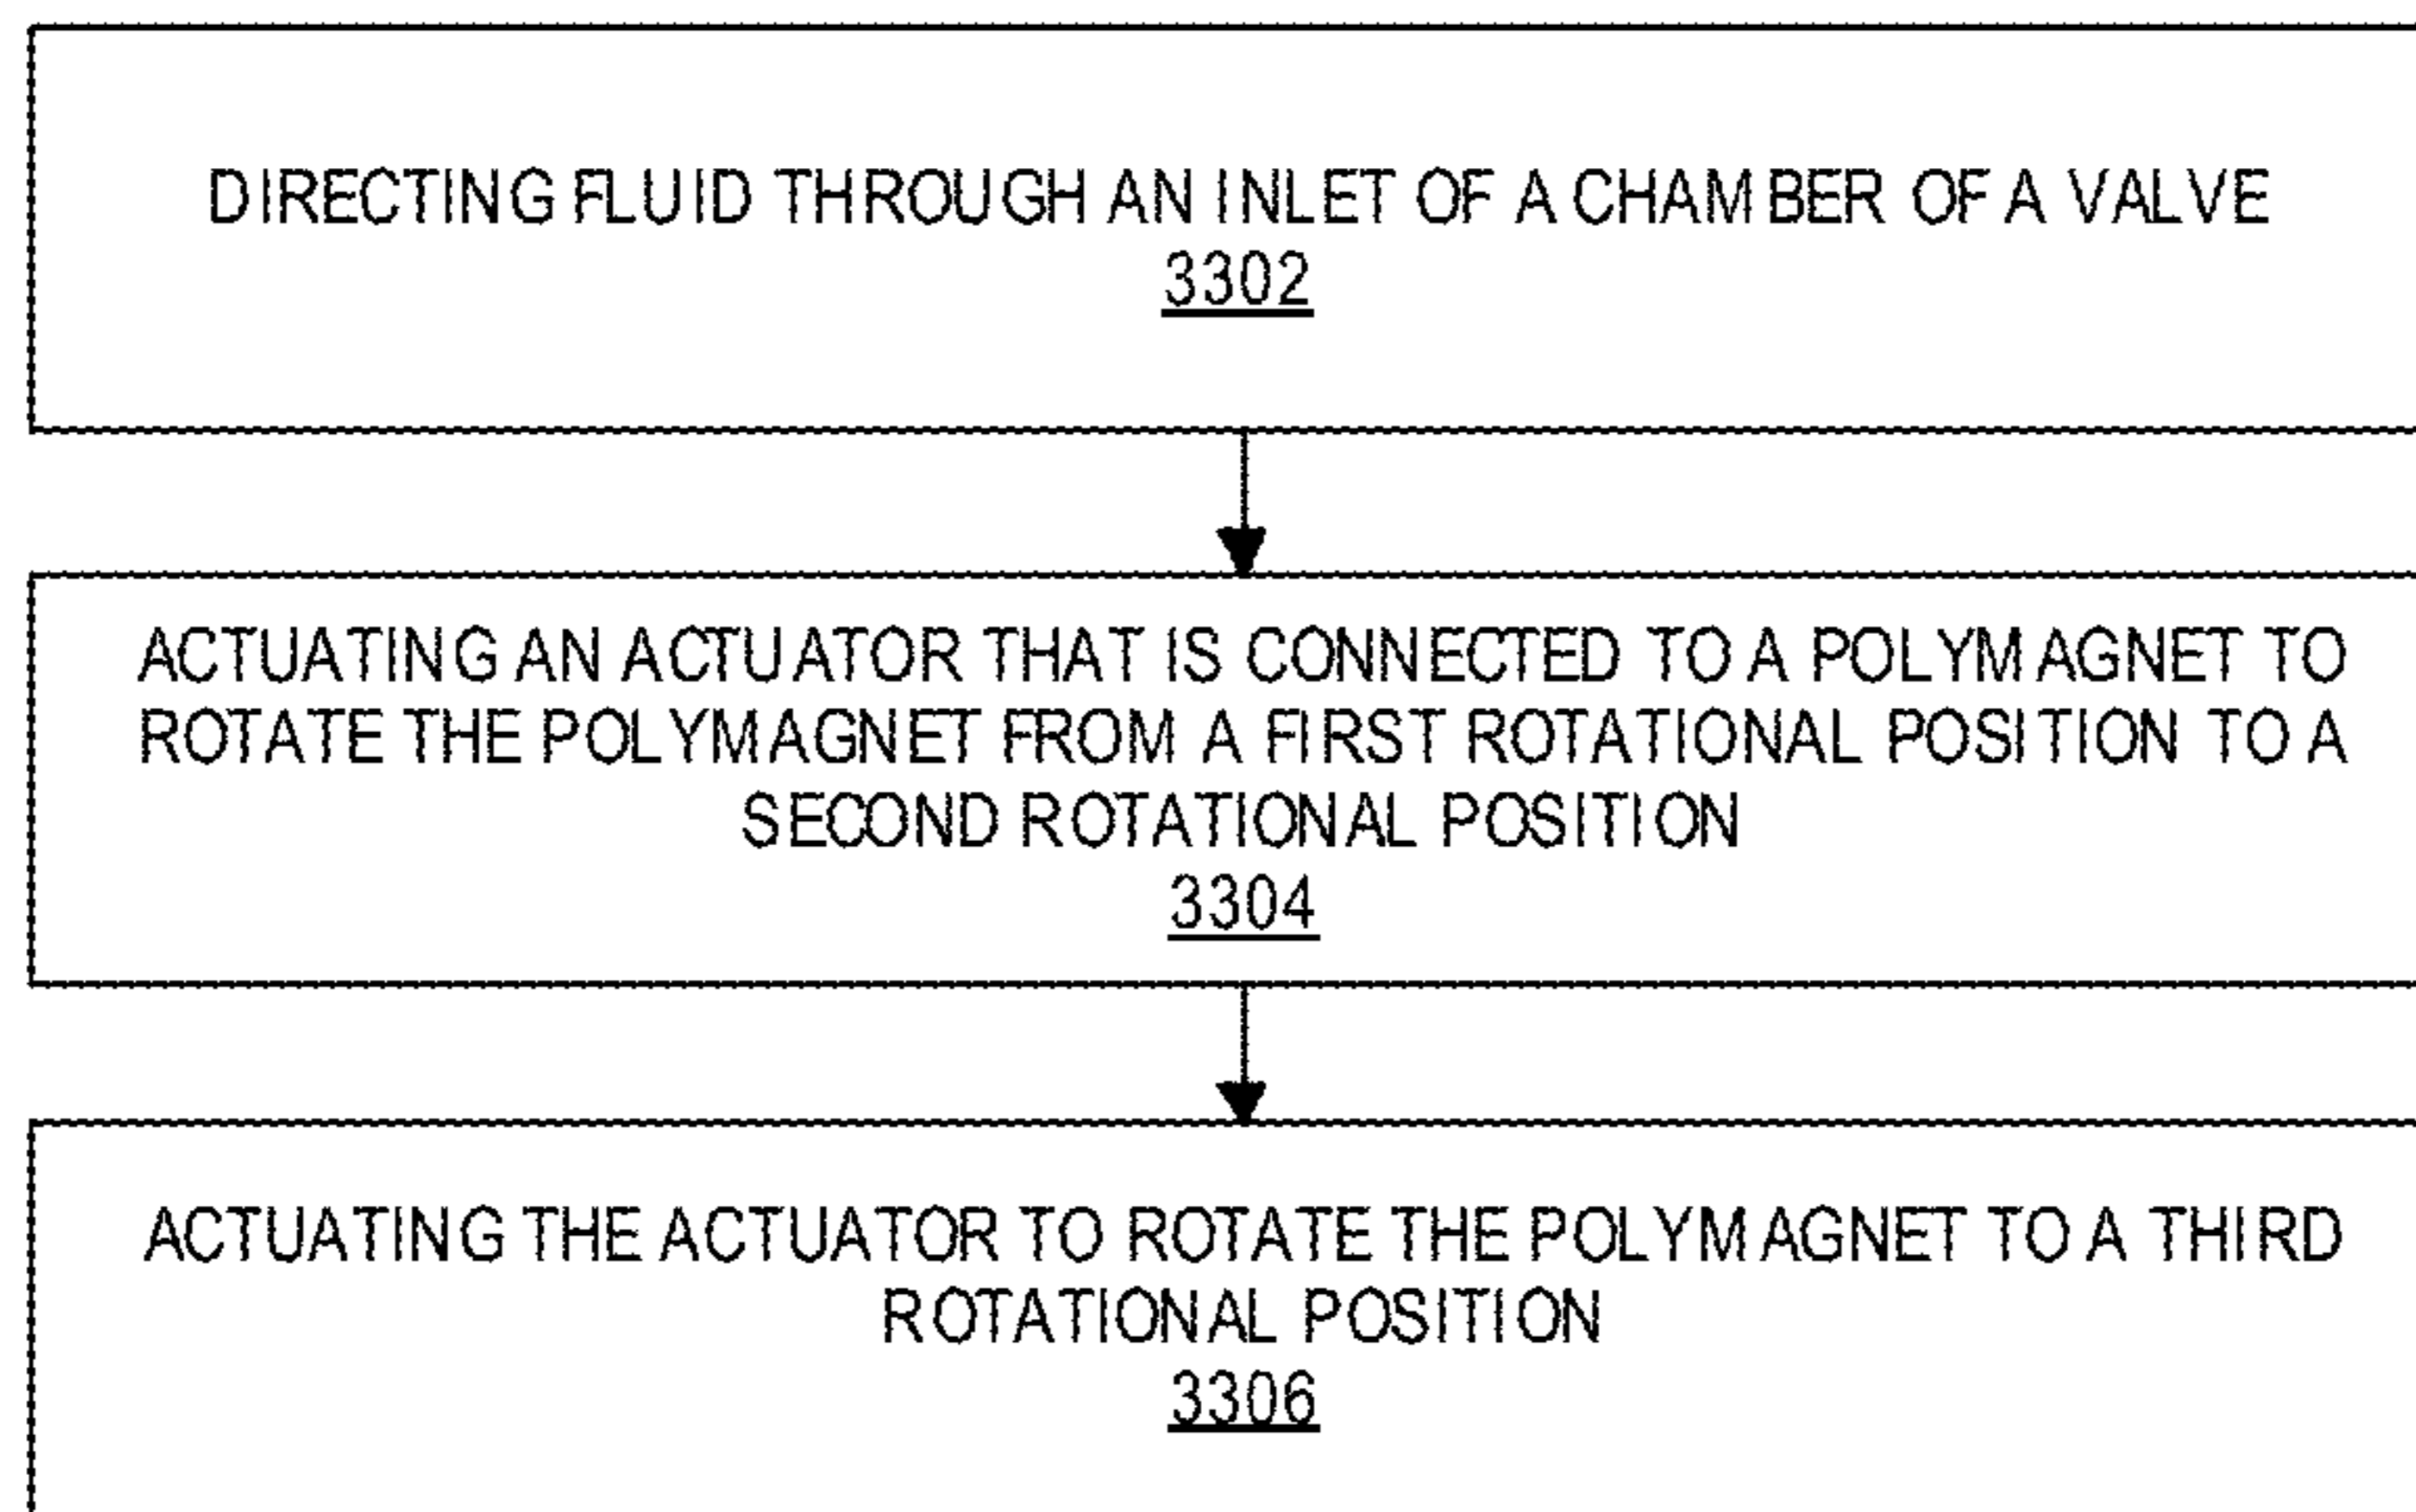 DIRECTING FLUID THROUGH AN INLET OF A CHAMBER OF A VALVE
3302
ACTUATING AN ACTUATOR THAT IS CONNECTED TO A POLYMAGNET TO
ROTATE THE POLYMAGNET FROM A FIRST ROTATIONAL POSITION TO A
SECOND ROTATIONAL POSITION
3304
ACTUATING THE ACTUATOR TO ROTATE THE POLYMAGNET TO A THIRD
ROTATIONAL POSITION
3306